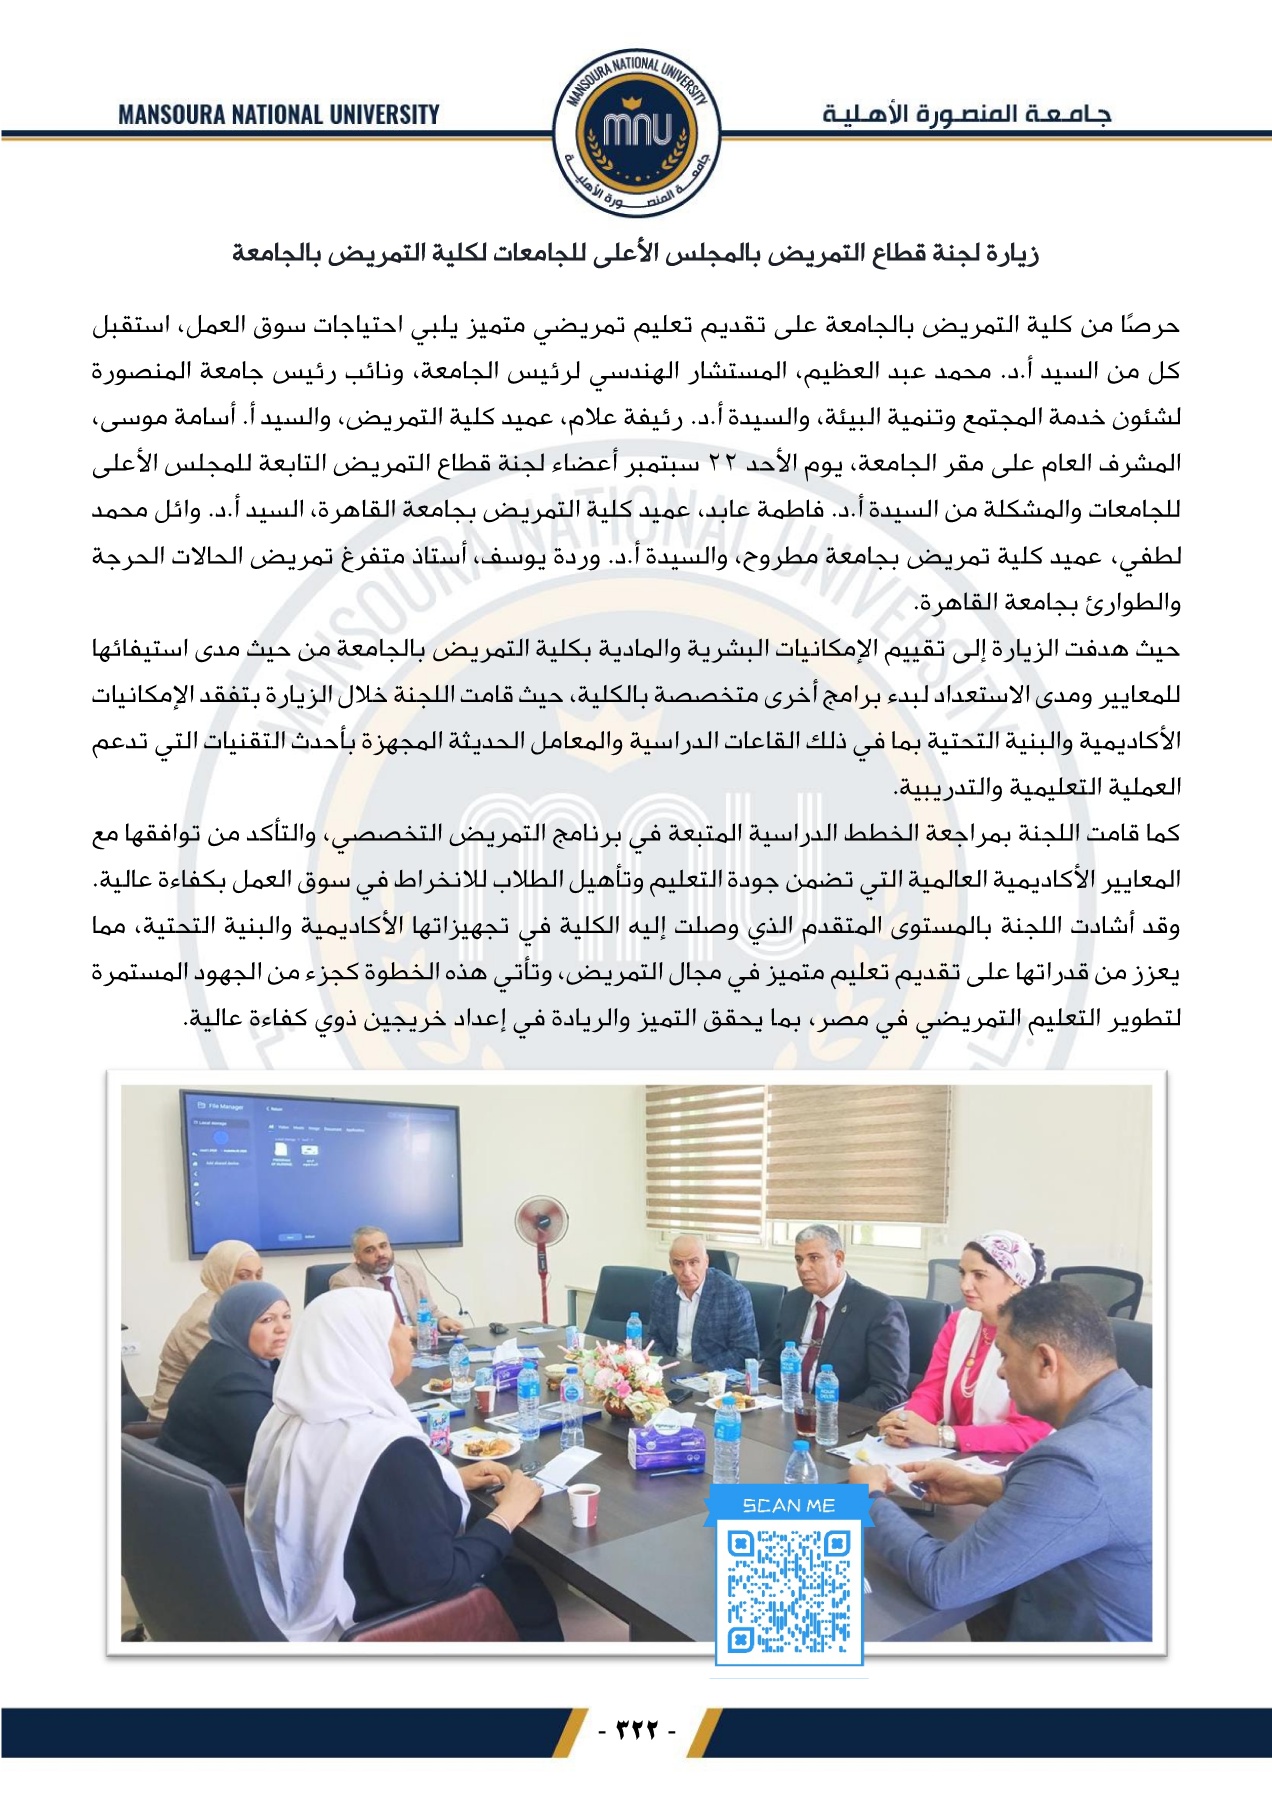 MANSOURA NATIONAL UNIVERSITY
جامعة المنصورة الأهلية
MANSOURA NATIONAL UNIVERSITY
mnu
جامعة المنصورة الأهلية
زيارة لجنة قطاع التمريض بالمجلس الأعلى للجامعات لكلية التمريض بالجامعة
حرصًا من كلية التمريض بالجامعة على تقديم تعليم تمريضي متميز يلبي احتياجات سوق العمل، استقبل
كل من السيد أ.د. محمد عبد العظيم، المستشار الهندسي لرئيس الجامعة، ونائب رئيس جامعة المنصورة
لشئون خدمة المجتمع وتنمية البيئة، والسيدة أ.د. رئيفة علام، عميد كلية التمريض، والسيد أ. أسامة موسى،
المشرف العام على مقر الجامعة، يوم الأحد ٢٢ سبتمبر أعضاء لجنة قطاع التمريض التابعة للمجلس الأعلى
للجامعات والمشكلة من السيدة أ.د. فاطمة عابد، عميد كلية التمريض بجامعة القاهرة، السيد أ.د. وائل محمد
لطفي، عميد كلية تمريض بجامعة مطروح، والسيدة أ.د. وردة يوسف، أستاذ متفرغ تمريض الحالات الحرجة
والطوارئ بجامعة القاهرة.
حيث هدفت الزيارة إلى تقييم الإمكانيات البشرية والمادية بكلية التمريض بالجامعة من حيث مدى استيفائها
للمعايير ومدى الاستعداد لبدء برامج أخرى متخصصة بالكلية، حيث قامت اللجنة خلال الزيارة بتفقد الإمكانيات
الأكاديمية والبنية التحتية بما في ذلك القاعات الدراسية والمعامل الحديثة المجهزة بأحدث التقنيات التي تدعم
العملية التعليمية والتدريبية.
كما قامت اللجنة بمراجعة الخطط الدراسية المتبعة في برنامج التمريض التخصصي، والتأكد من توافقها مع
المعايير الأكاديمية العالمية التي تضمن جودة التعليم وتأهيل الطلاب للانخراط في سوق العمل بكفاءة عالية.
وقد أشادت اللجنة بالمستوى المتقدم الذي وصلت إليه الكلية في تجهيزاتها الأكاديمية والبنية التحتية، مما
يعزز من قدراتها على تقديم تعليم متميز في مجال التمريض، وتأتي هذه الخطوة كجزء من الجهود المستمرة
لتطوير التعليم التمريضي في مصر، بما يحقق التميز والريادة في إعداد خريجين ذوي كفاءة عالية.
File Manager
SCAN ME
- ٣٢٢ -